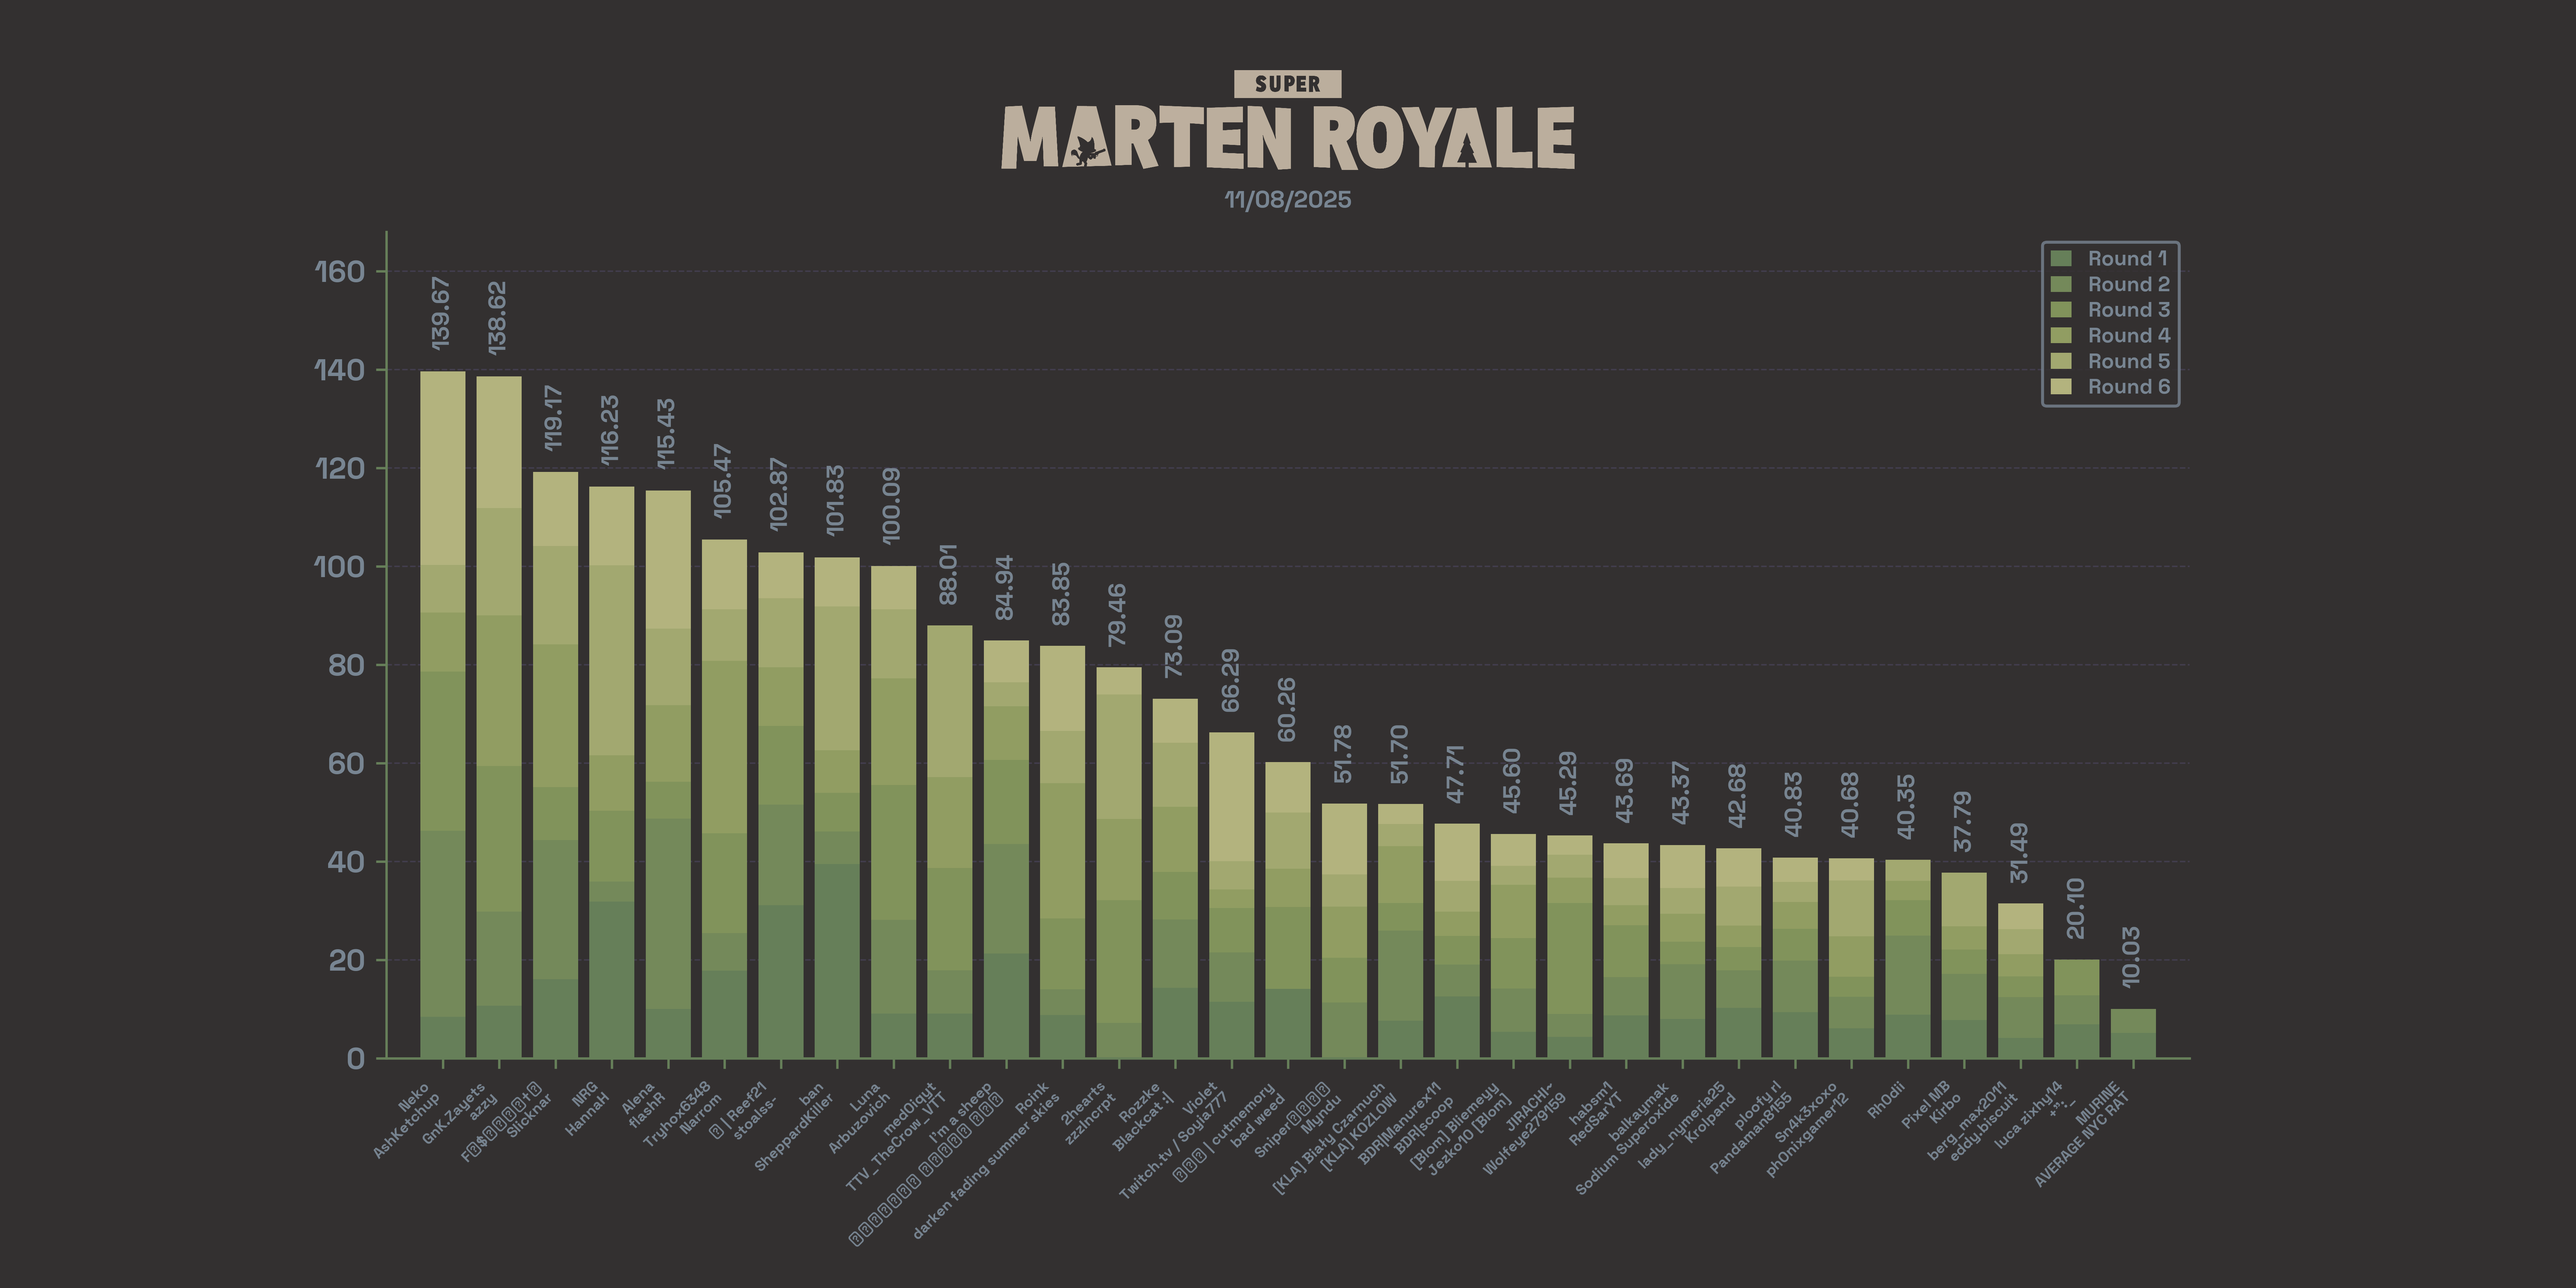 SUPER
MARTEN ROYALE
11/08/2025
Round 1
Round 2
Round 3
Round 4
Round 5
Round 6
160
140
120
100
80
60
40
20
0
139.67
138.62
119.17
116.23
115.43
105.47
102.87
101.83
100.09
88.01
84.94
83.85
79.46
73.09
66.29
60.26
51.78
51.70
47.71
45.60
45.29
43.69
43.37
42.68
40.83
40.68
40.35
37.79
31.49
20.10
10.03
Neko
AshKetchup
GnK.Zayets
azzy
Slicknar
NRG
HannaH
Alena
flashR
Tryhox6348
Narrom
| Reef21
stoalss-
ban
SheppardKiller
Luna
Arbuzovich
med0iqyt
TTV_TheCrow_VTT
I'm a sheep
Roink
darken fading summer skies
2hearts
zzzIncrpt
Rozzke
Blackcat :|
Violet
Twitch.tv / Soyia777
| cutmemory
bad weed
Sniper
Myndu
[KLA] Biały Czarnuch
[KLA] KOZLOW
BDR|Manurex11
BDR|scoop
[Blom] Bliemeyy
Jezko10 [Blom]
JIRACHI~
Wolfeye279159
habsm1
RedSarYT
balkaymak
Sodium Superoxide
lady_nymeria25
Krolpand
ploofy rl
Pandaman8155
Sn4k3xoxo
ph0nixgamer12
Rh0dii
Pixel MB
Kirbo
berg_max2011
eddy.biscuit
luca zixhy14
MURINE
AVERAGE NYC RAT